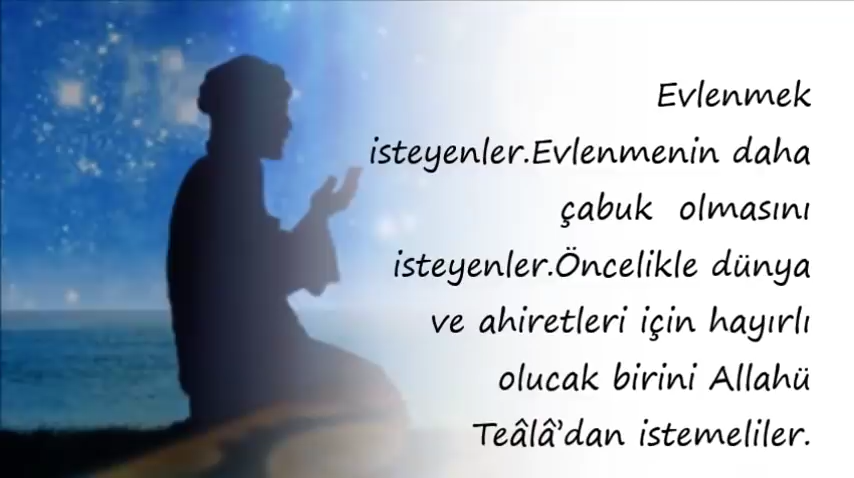 Evlenmek
isteyenler.Evlenmenin daha
çabuk olmasını
isteyenler.Öncelikle dünya
ve ahiretleri için hayırlı
olucak birini Allahü
Teâlâ'dan istemeliler.